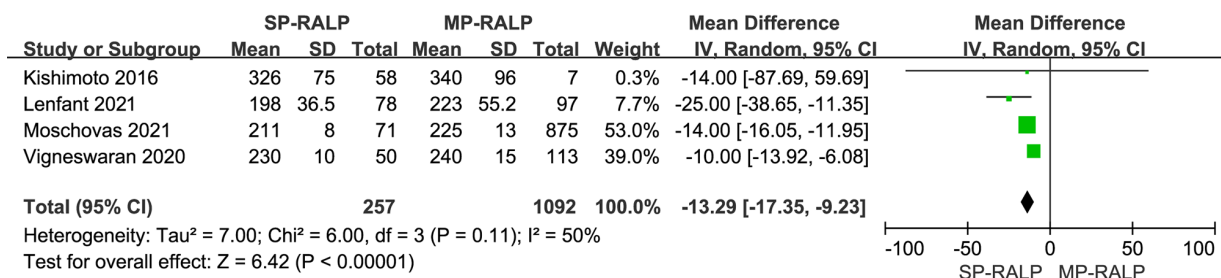 SP-RALP MP-RALP Mean Difference Mean Difference
Study or Subgroup Mean SD Total Mean SD Total Weight IV, Random, 95% CI IV, Random, 95% CI
Kishimoto 2016 326 75 58 340 96 7 0.3% -14.00 [-87.69, 59.69]
Lenfant 2021 198 36.5 78 223 55.2 97 7.7% -25.00 [-38.65, -11.35]
Moschovas 2021 211 8 71 225 13 875 53.0% -14.00 [-16.05, -11.95]
Vigneswaran 2020 230 10 50 240 15 113 39.0% -10.00 [-13.92, -6.08]
Total (95% CI) 257 1092 100.0% -13.29 [-17.35, -9.23]
Heterogeneity: Tau² = 7.00; Chi² = 6.00, df = 3 (P = 0.11); I² = 50%
Test for overall effect: Z = 6.42 (P < 0.00001)
-100 -50 0 50 100
SP-RALP MP-RALP